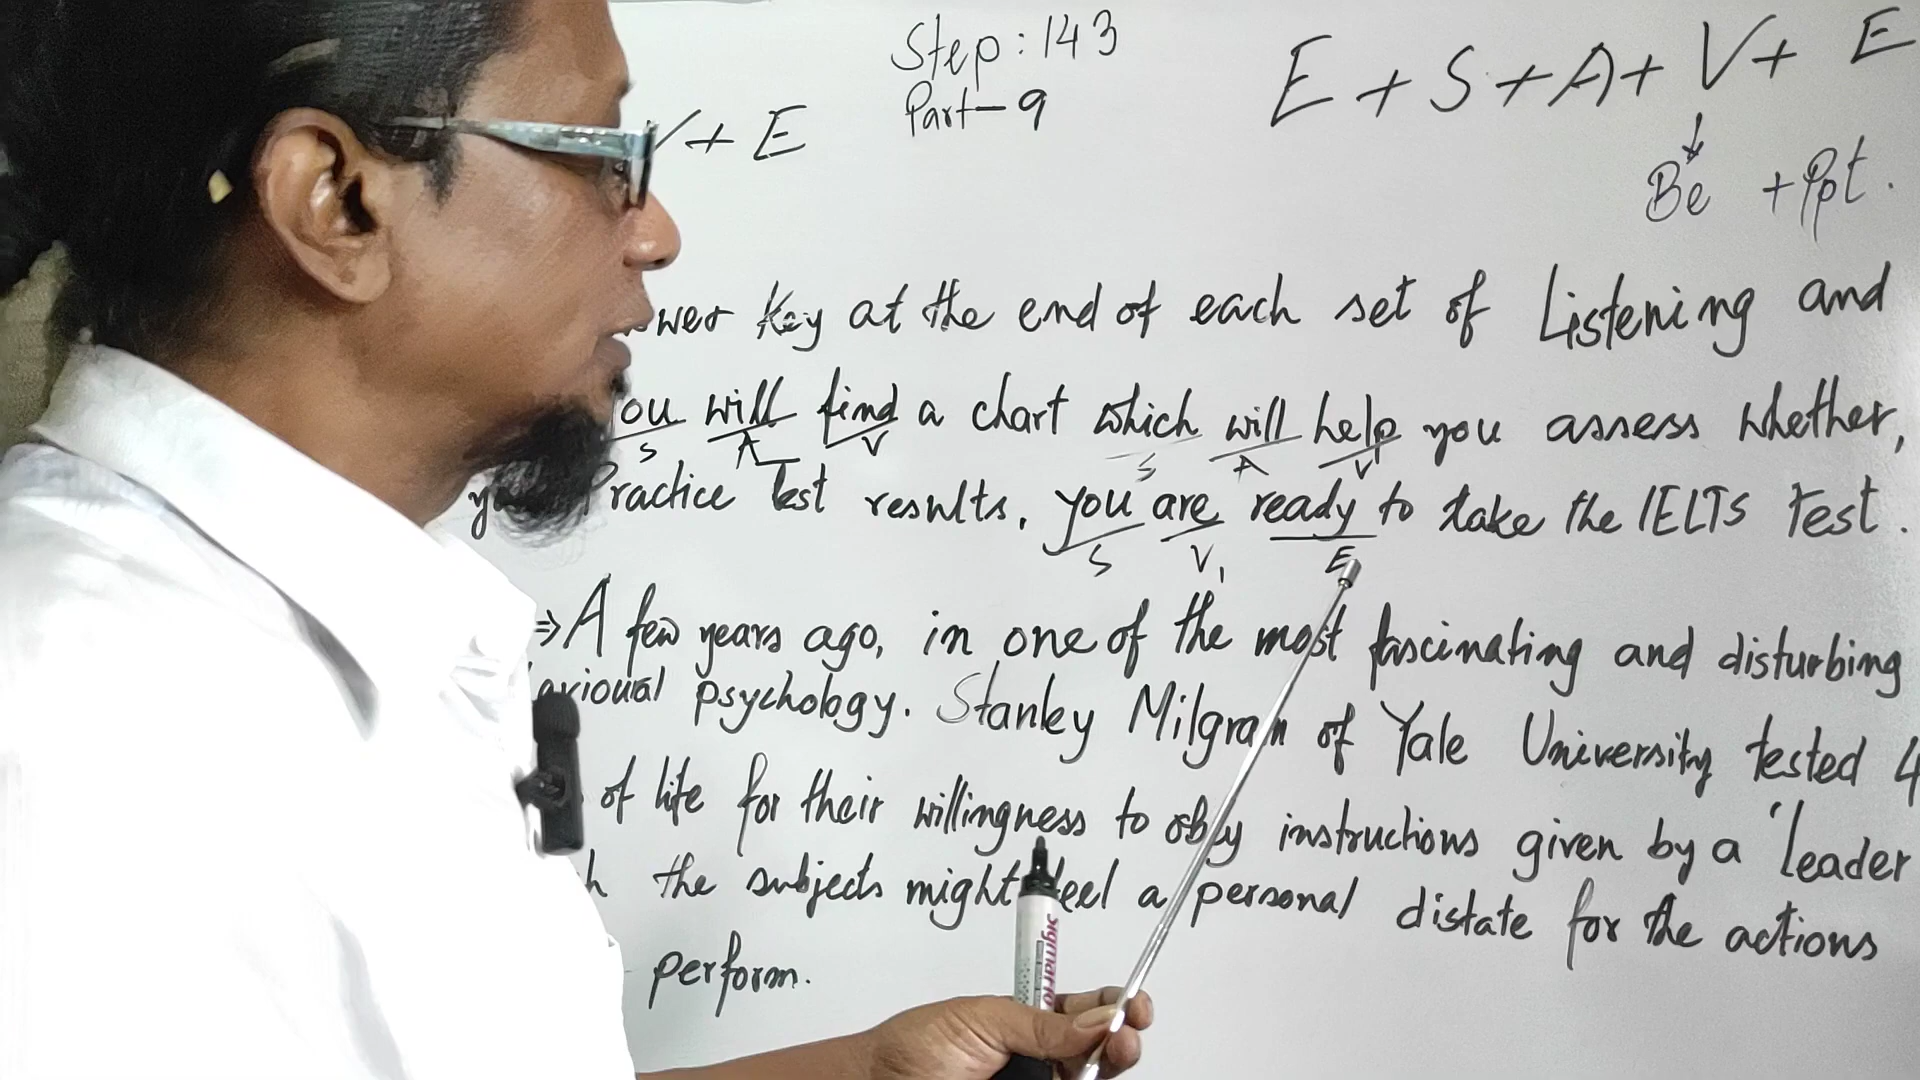 Step: 143
Part-9
V + E
E + S + A + V + E
Be + Ppt.
Key at the end of each set of Listening and
you will find a chart which will help you assess whether,
S A V S A V
Practice test results, you are ready to take the IELTS Test.
S V1 E
⇒ A few years ago, in one of the most fascinating and disturbing
psychology. Stanley Milgram of Yale University tested 4
of life for their willingness to obey instructions given by a 'leader
the subjects might feel a personal distate for the actions
perform.
Sigma